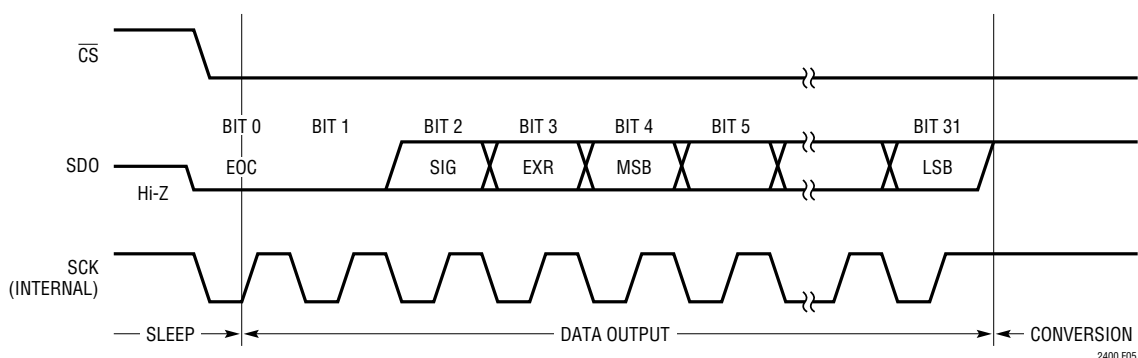 CS
BIT 0 BIT 1 BIT 2 BIT 3 BIT 4 BIT 5 BIT 31
SDO EOC SIG EXR MSB LSB
Hi-Z
SCK
(INTERNAL)
SLEEP DATA OUTPUT CONVERSION
2400 F05